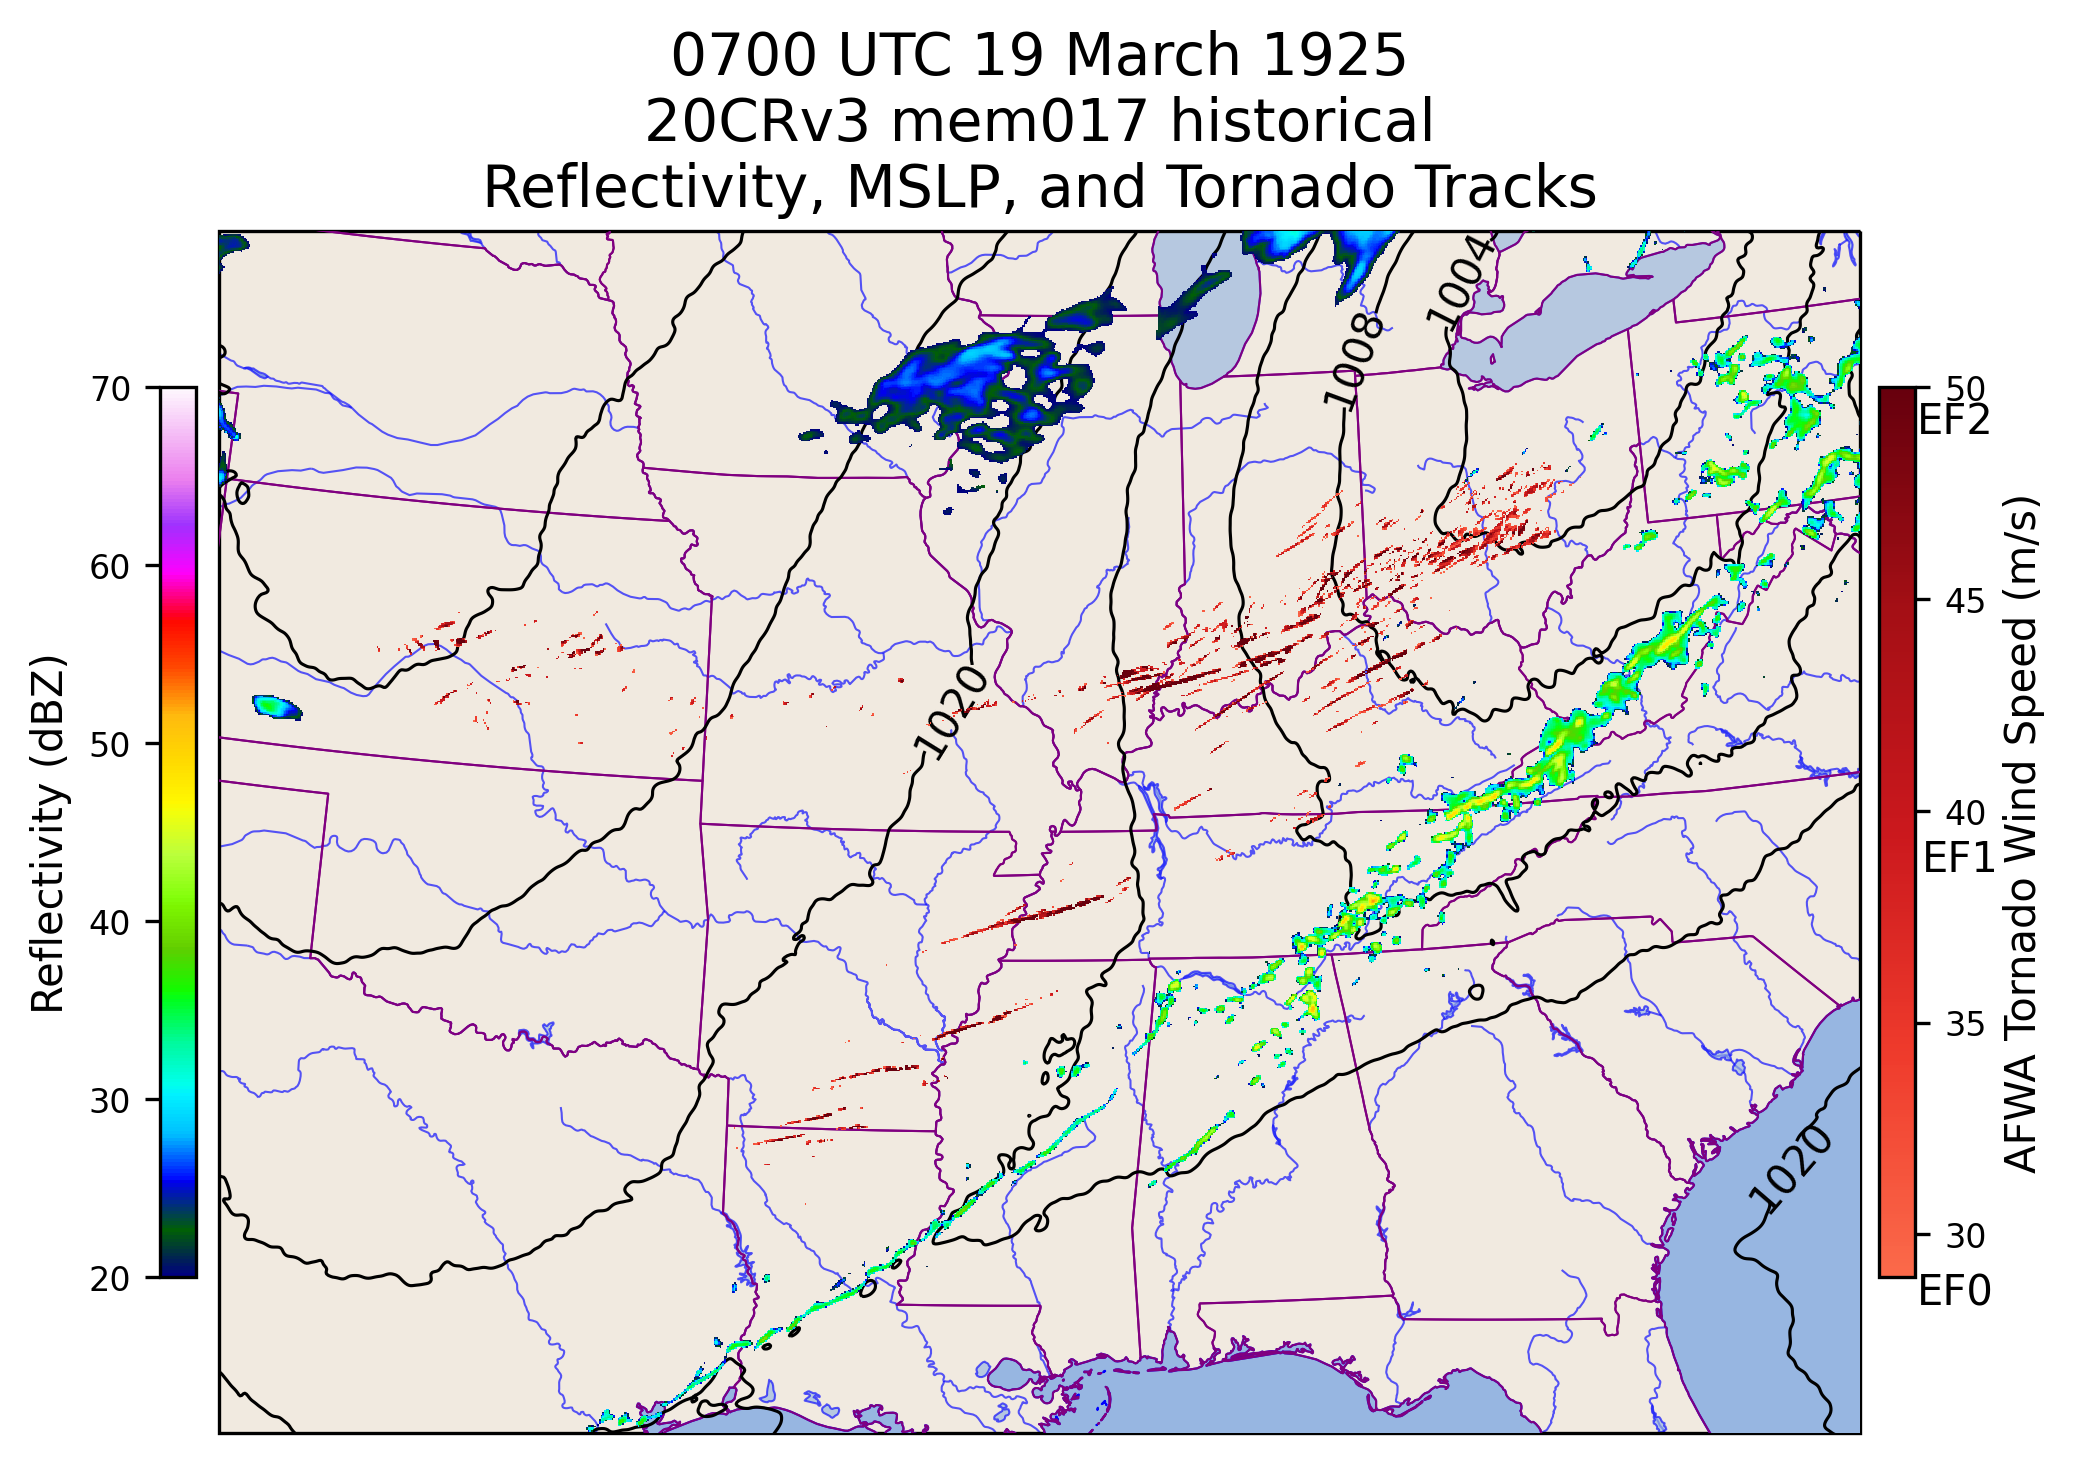 0700 UTC 19 March 1925
20CRv3 mem017 historical
Reflectivity, MSLP, and Tornado Tracks
Reflectivity (dBZ)
70
60
50
40
30
20
1004
1008
1020
1020
50
EF2
45
40
EF1
35
30
EF0
AFWA Tornado Wind Speed (m/s)